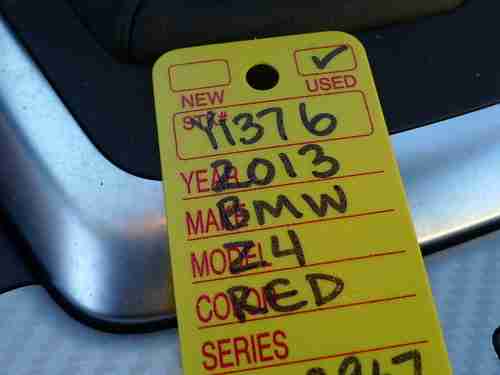 NEW ✓ USED
STK# Y1376
YEAR 2013
MAKE BMW
MODEL Z4
COLOR RED
SERIES